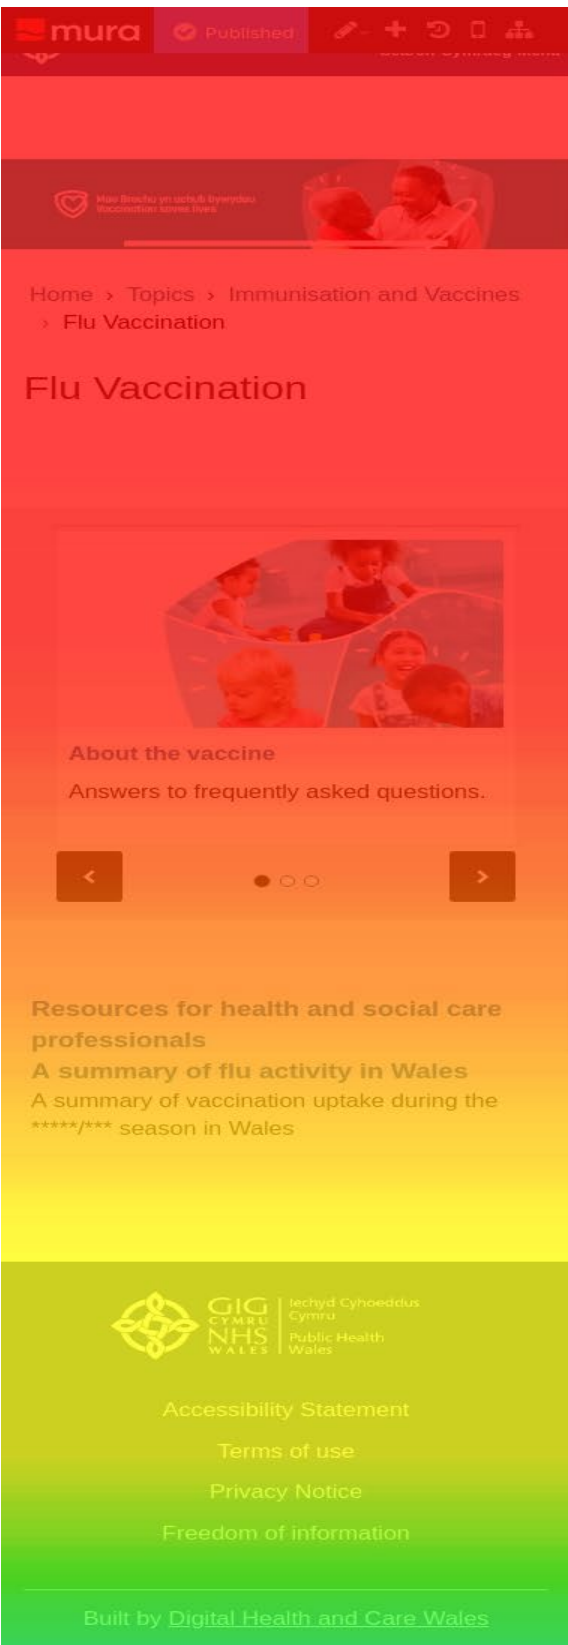 mura Published
Mae Brechu yn achub bywydau
Vaccination saves lives
Home › Topics › Immunisation and Vaccines
› Flu Vaccination
Flu Vaccination
About the vaccine
Answers to frequently asked questions.
Resources for health and social care
professionals
A summary of flu activity in Wales
A summary of vaccination uptake during the
*****/*** season in Wales
GIG
CYMRU
NHS
WALES
Iechyd Cyhoeddus
Cymru
Public Health
Wales
Accessibility Statement
Terms of use
Privacy Notice
Freedom of information
Built by Digital Health and Care Wales